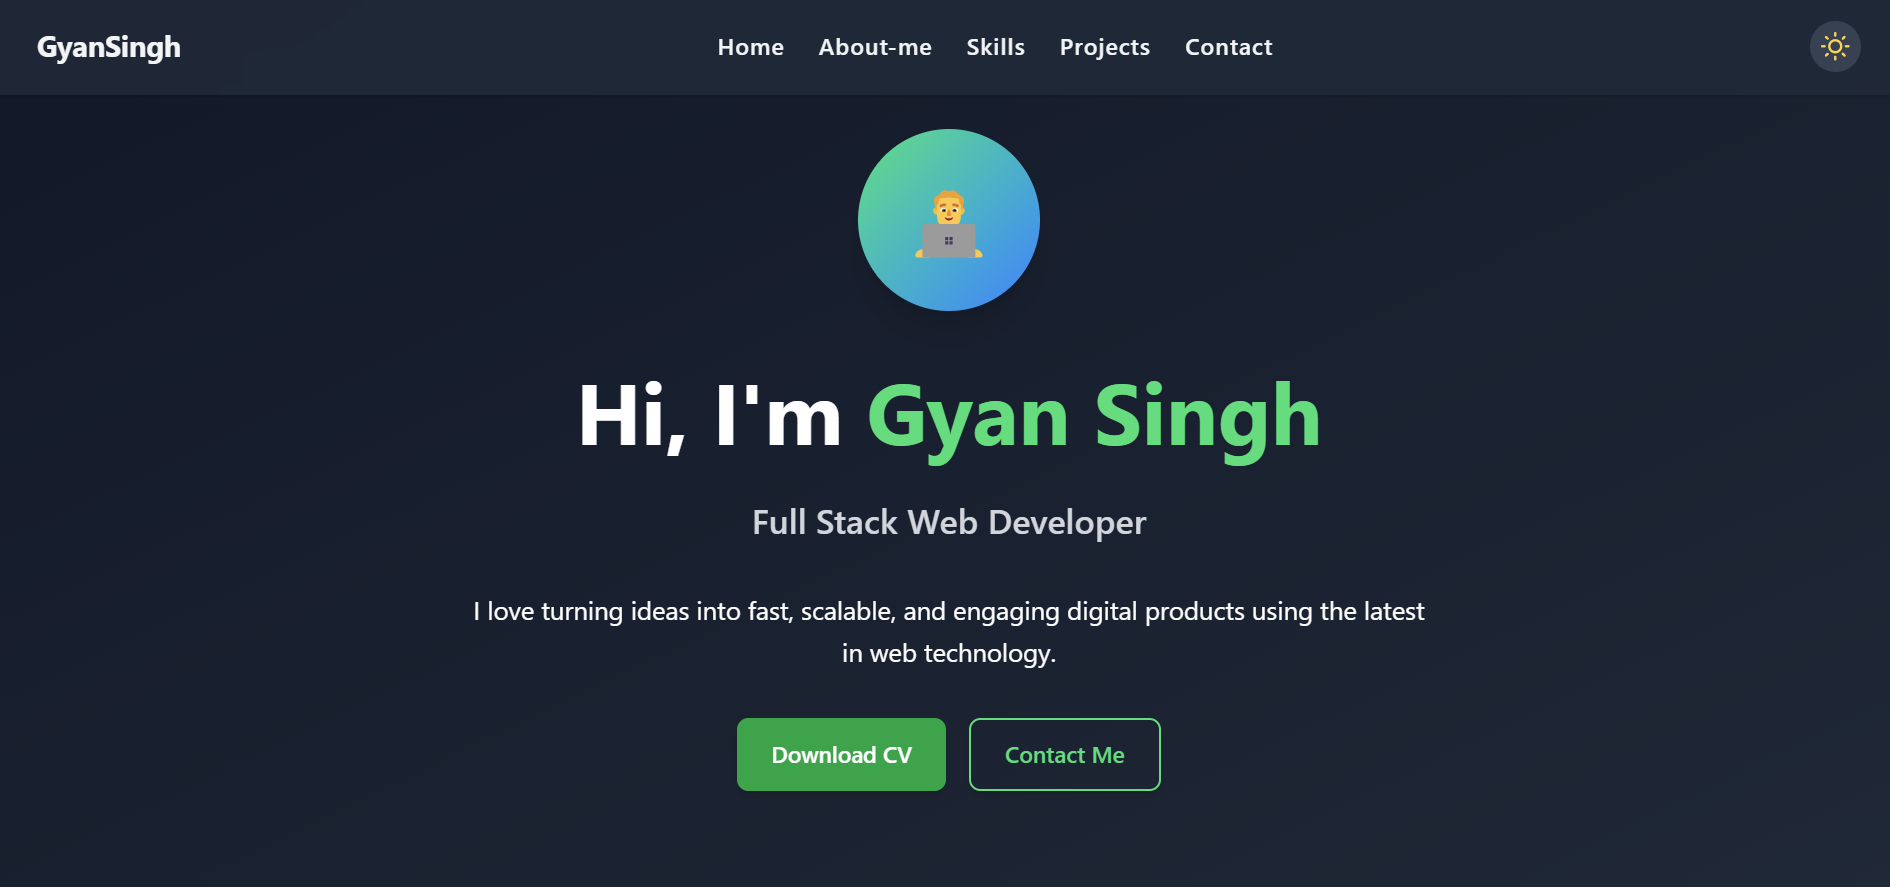 GyanSingh
Home About-me Skills Projects Contact
Hi, I'm Gyan Singh
Full Stack Web Developer
I love turning ideas into fast, scalable, and engaging digital products using the latest
in web technology.
Download CV Contact Me